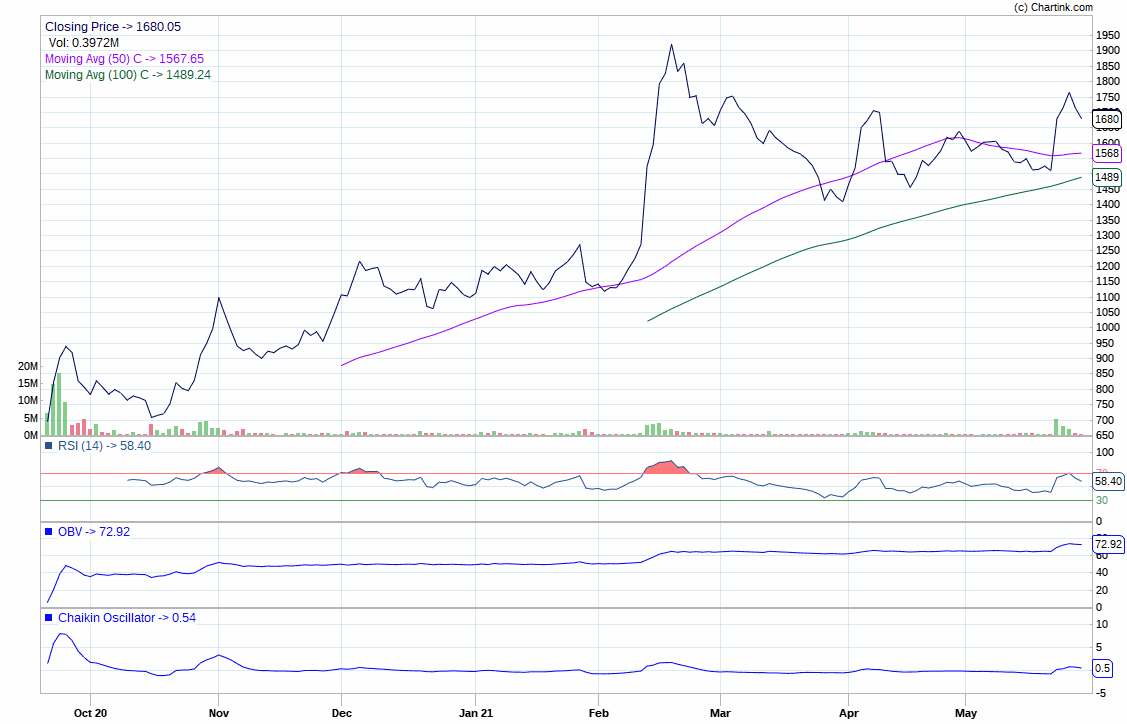 (c) Chartink.com
Closing Price -> 1680.05
Vol: 0.3972M
Moving Avg (50) C -> 1567.65
Moving Avg (100) C -> 1489.24
1950
1900
1850
1800
1750
1680
1600
1568
1489
1450
1400
1350
1300
1250
1200
1150
1100
1050
1000
950
900
850
800
750
700
650
20M
15M
10M
5M
0M
RSI (14) -> 58.40
100
70
58.40
30
0
OBV -> 72.92
72.92
60
40
20
0
Chaikin Oscillator -> 0.54
10
5
0.5
-5
Oct 20 Nov Dec Jan 21 Feb Mar Apr May